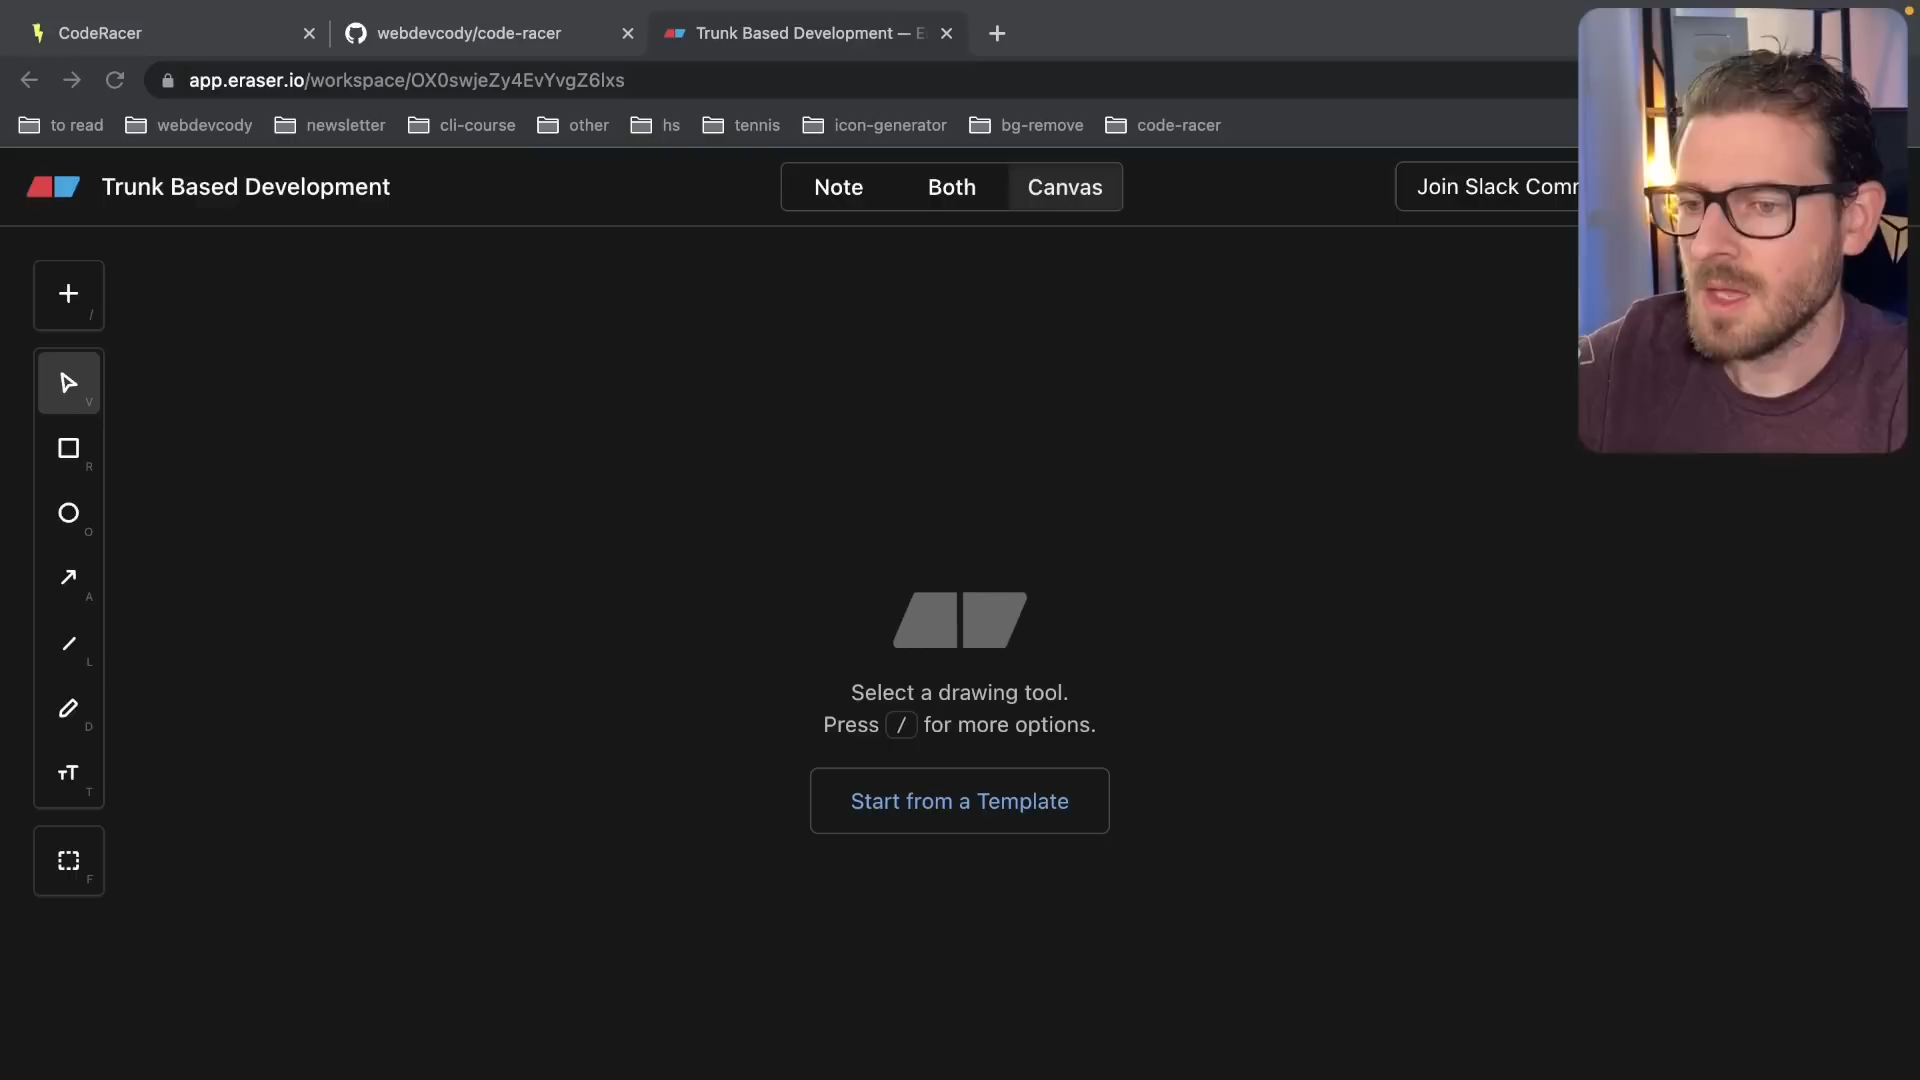 CodeRacer
webdevcody/code-racer
Trunk Based Development — E
app.eraser.io/workspace/OX0swjeZy4EvYvgZ6lxs
to read
webdevcody
newsletter
cli-course
other
hs
tennis
icon-generator
bg-remove
code-racer
Trunk Based Development
Note
Both
Canvas
Join Slack Comm
/
V
R
O
A
L
D
T
F
Select a drawing tool.
Press / for more options.
Start from a Template